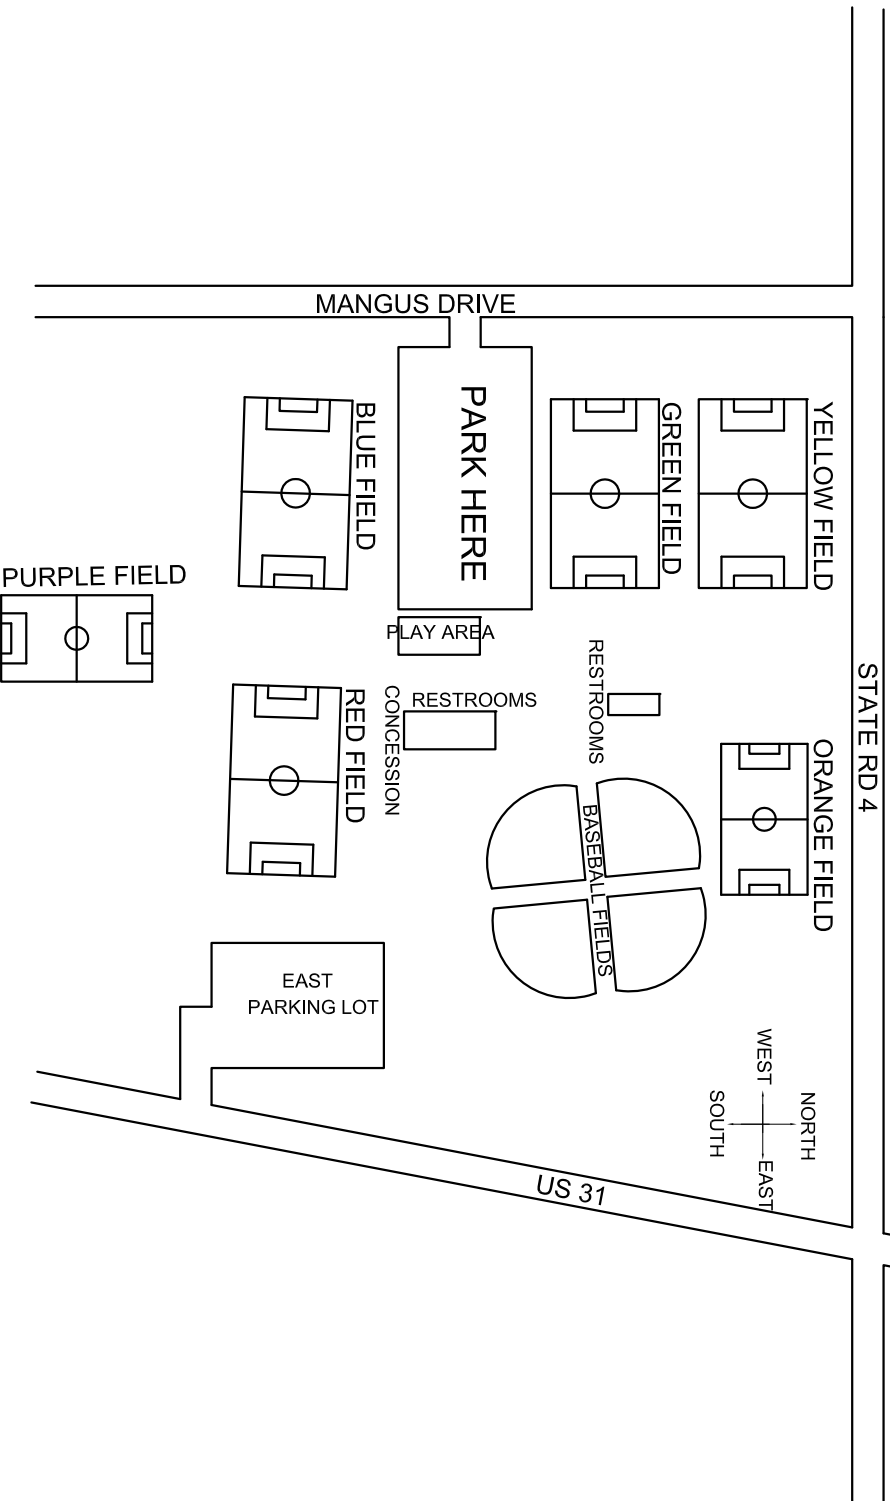 MANGUS DRIVE
PARK HERE
BLUE FIELD
GREEN FIELD
YELLOW FIELD
PURPLE FIELD
PLAY AREA
RESTROOMS
CONCESSION
RESTROOMS
RED FIELD
STATE RD 4
ORANGE FIELD
BASEBALL FIELDS
EAST
PARKING LOT
WEST
NORTH
SOUTH
EAST
US 31